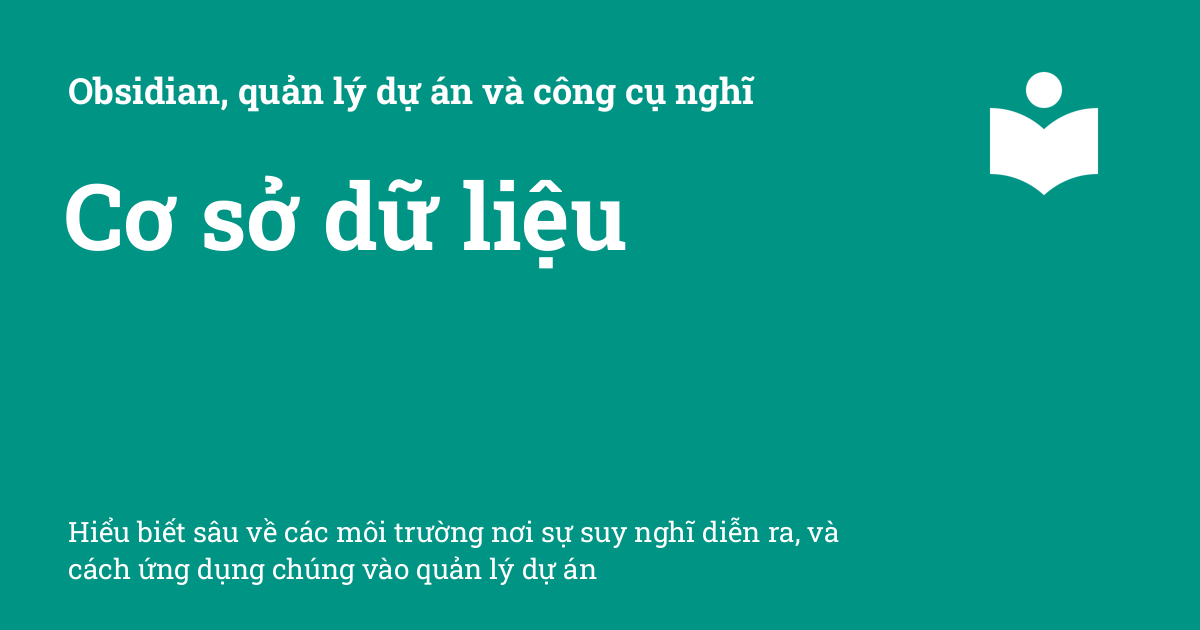 Obsidian, quản lý dự án và công cụ nghĩ
Cơ sở dữ liệu
Hiểu biết sâu về các môi trường nơi sự suy nghĩ diễn ra, và
cách ứng dụng chúng vào quản lý dự án